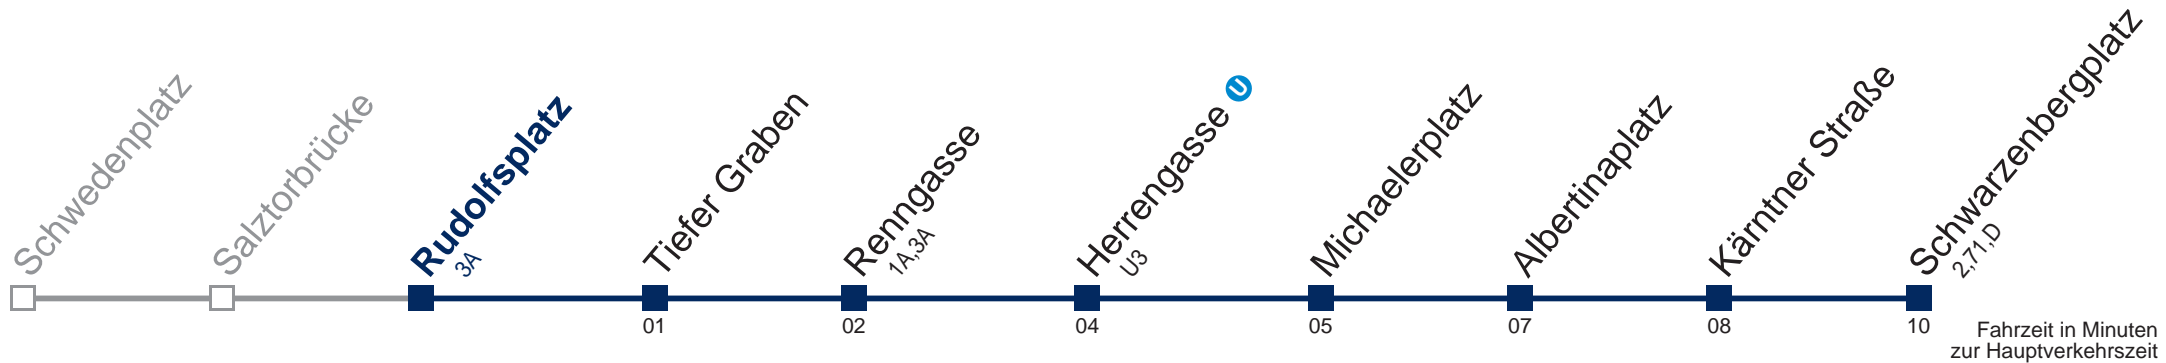 Schwedenplatz
Salztorbrücke
Rudolfsplatz
3A
Tiefer Graben
Renngasse
1A,3A
Herrengasse U
U3
Michaelerplatz
Albertinaplatz
Kärntner Straße
Schwarzenbergplatz
2,71,D
01
02
04
05
07
08
10
Fahrzeit in Minuten
zur Hauptverkehrszeit